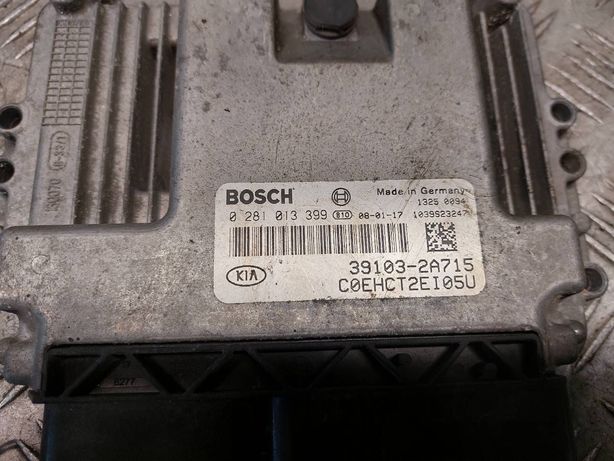 BOSCH Made in Germany
1325 0094
0 281 013 399 810 08-01-17 1039S23247
KIA 39103-2A715
C0EHCT2EI05U
6277